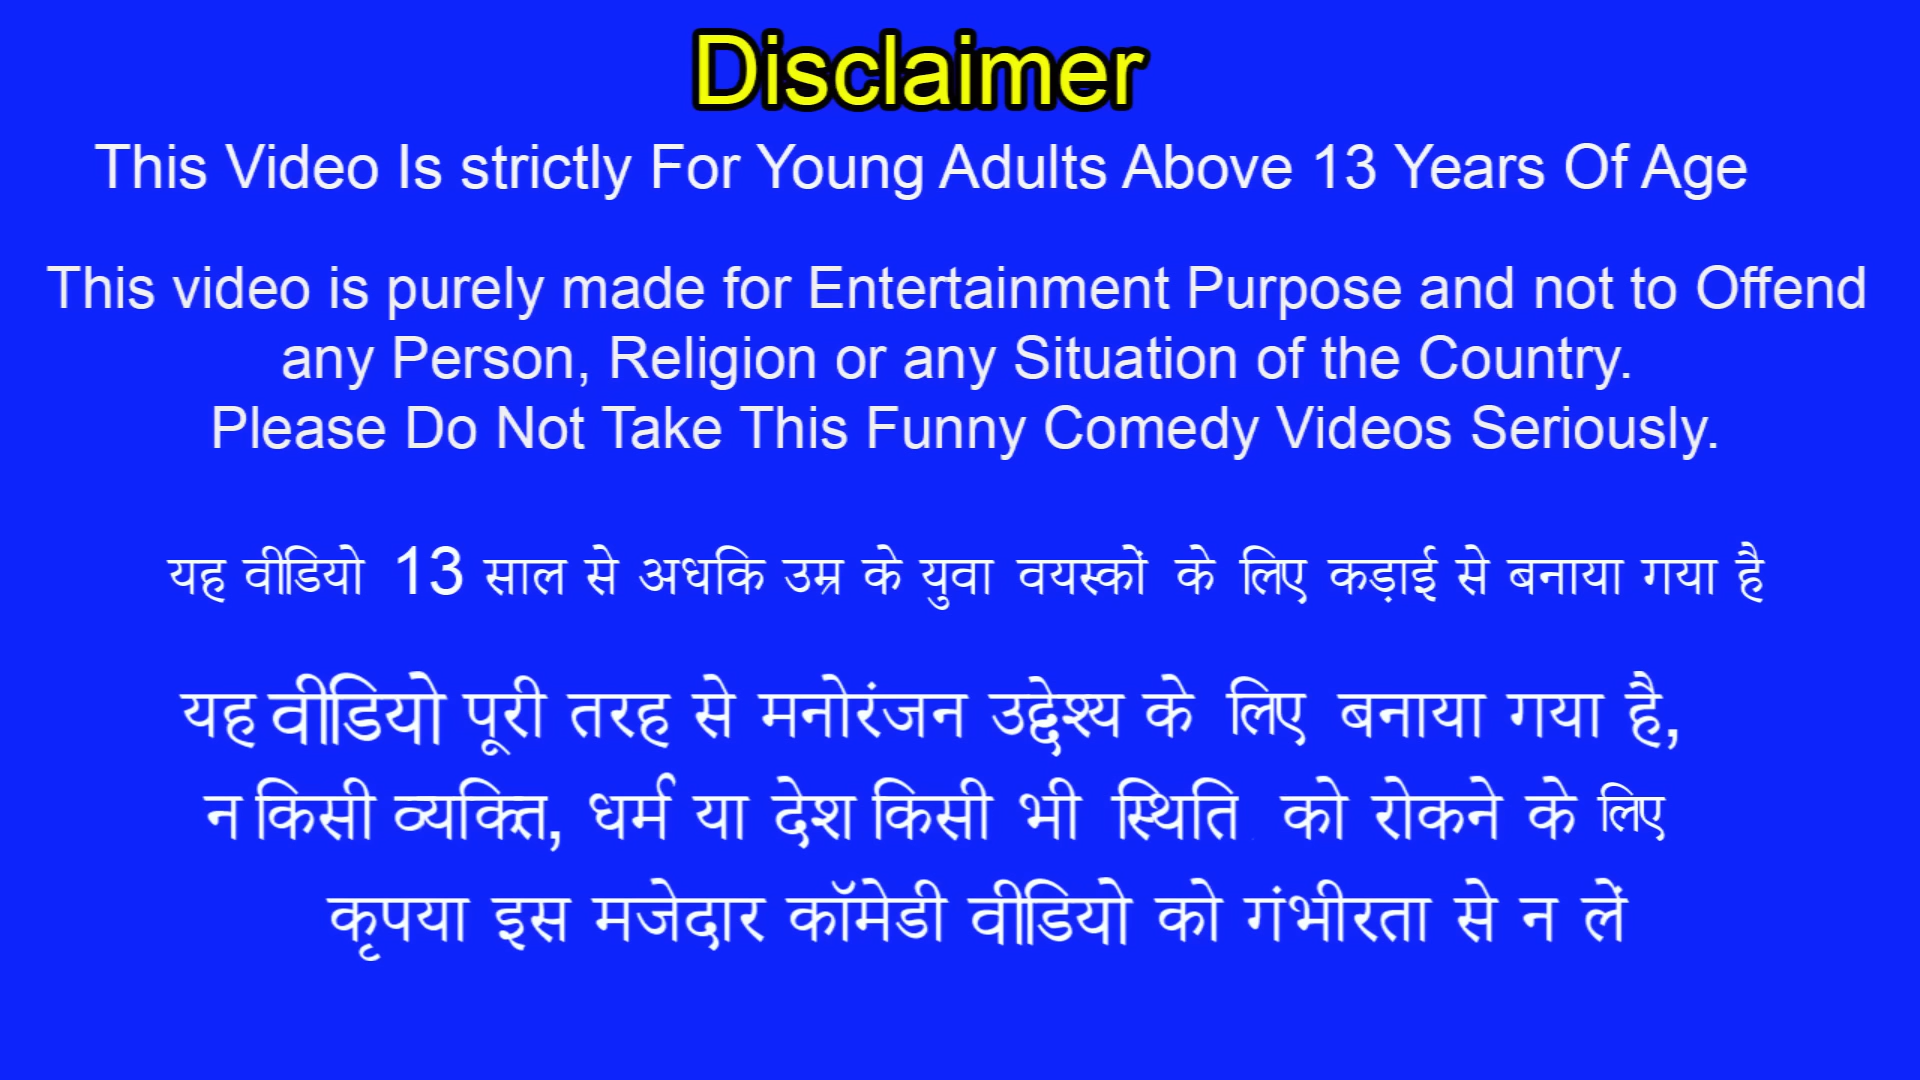 Disclaimer
This Video Is strictly For Young Adults Above 13 Years Of Age
This video is purely made for Entertainment Purpose and not to Offend
any Person, Religion or any Situation of the Country.
Please Do Not Take This Funny Comedy Videos Seriously.
यह वीडियो 13 साल से अधकि उम्र के युवा वयस्कों के लिए कड़ाई से बनाया गया है
यह वीडियो पूरी तरह से मनोरंजन उद्देश्य के लिए बनाया गया है,
न किसी व्यक्ति, धर्म या देश किसी भी स्थिति को रोकने के लिए
कृपया इस मजेदार कॉमेडी वीडियो को गंभीरता से न लें